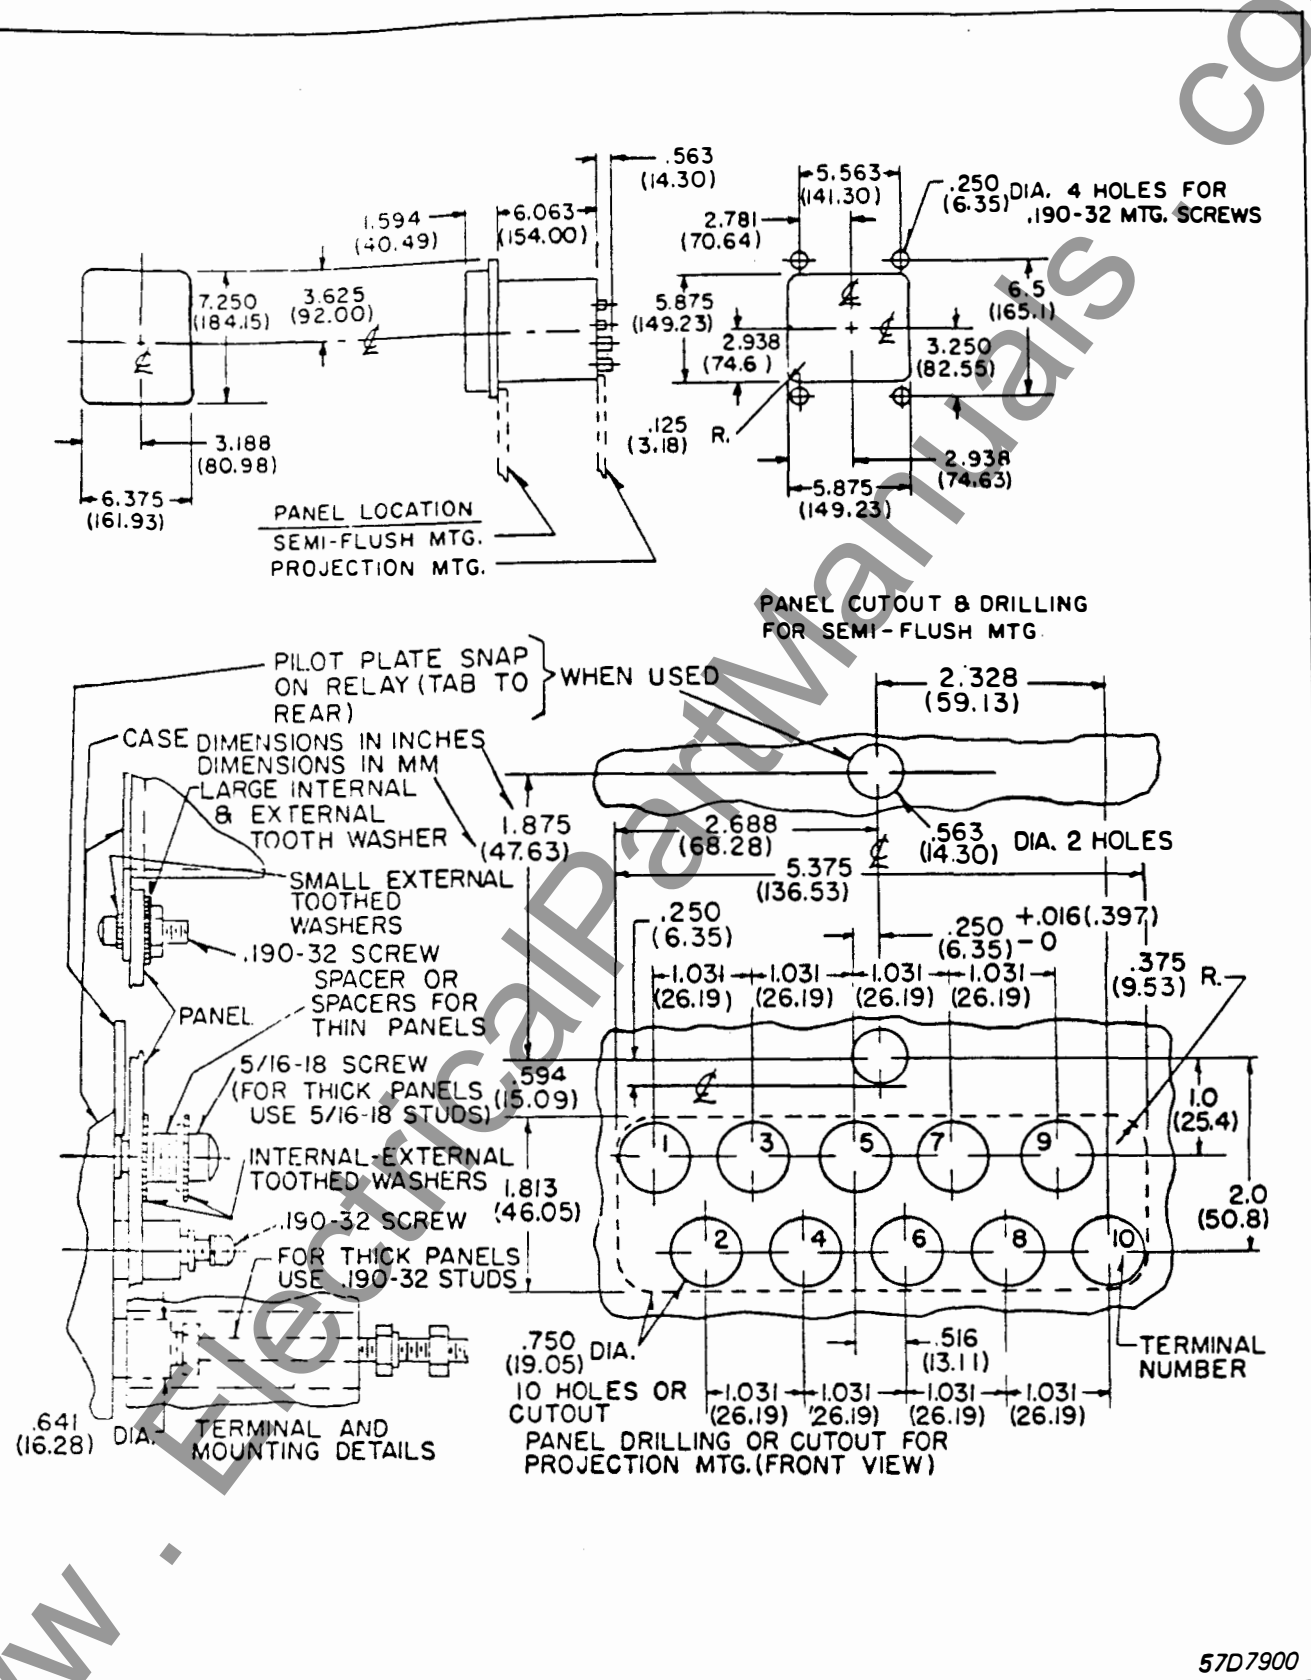 .563
(14.30)
1.594
(40.49)
6.063
(154.00)
5.563
(141.30)
2.781
(70.64)
.250
(6.35) DIA. 4 HOLES FOR
.190-32 MTG. SCREWS
7.250
(184.15)
3.625
(92.00)
℄
℄
5.875
(149.23)
2.938
(74.6 )
℄
℄
6.5
(165.1)
3.250
(82.55)
.125
(3.18) R.
3.188
(80.98)
6.375
(161.93)
2.938
(74.63)
5.875
(149.23)
PANEL LOCATION
SEMI-FLUSH MTG.
PROJECTION MTG.
PANEL CUTOUT & DRILLING
FOR SEMI-FLUSH MTG.
PILOT PLATE SNAP
ON RELAY (TAB TO
REAR)
WHEN USED
2.328
(59.13)
CASE
DIMENSIONS IN INCHES
DIMENSIONS IN MM
LARGE INTERNAL
& EXTERNAL
TOOTH WASHER
1.875
(47.63)
2.688
(68.28)
℄
.563
(14.30) DIA. 2 HOLES
5.375
(136.53)
SMALL EXTERNAL
TOOTHED
WASHERS
.250
(6.35)
.250 +.016(.397)
(6.35) -0
.190-32 SCREW
SPACER OR
SPACERS FOR
THIN PANELS
PANEL
1.031 1.031 1.031 1.031
(26.19) (26.19) (26.19) (26.19)
.375
(9.53) R.
5/16-18 SCREW
(FOR THICK PANELS
USE 5/16-18 STUDS)
.594
(15.09)
℄
1.0
(25.4)
1 3 5 7 9
INTERNAL-EXTERNAL
TOOTHED WASHERS
1.813
(46.05)
2.0
(50.8)
.190-32 SCREW
FOR THICK PANELS
USE .190-32 STUDS
2 4 6 8 10
.750
(19.05) DIA.
10 HOLES OR
CUTOUT
.516
(13.11)
TERMINAL
NUMBER
1.031 1.031 1.031 1.031
(26.19) (26.19) (26.19) (26.19)
.641
(16.28) DIA.
TERMINAL AND
MOUNTING DETAILS
PANEL DRILLING OR CUTOUT FOR
PROJECTION MTG. (FRONT VIEW)
57D7900
w . ElectricalPartManuals . co